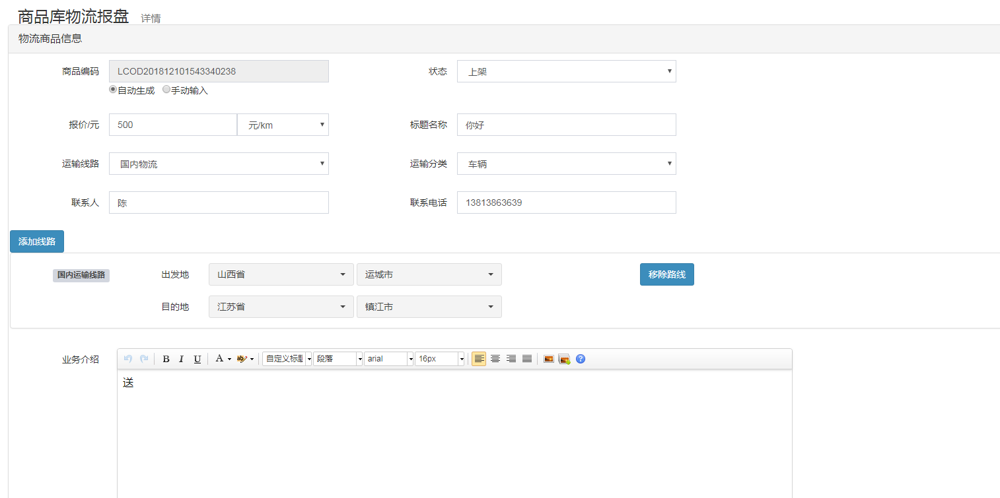 商品库物流报盘 详情
物流商品信息
商品编码 LCOD201812101543340238 状态 上架
自动生成 手动输入
报价/元 500 元/km 标题名称 你好
运输线路 国内物流 运输分类 车辆
联系人 陈 联系电话 13813863639
添加线路
国内运输线路 出发地 山西省 运城市 移除路线
目的地 江苏省 镇江市
业务介绍 B I U A ab 自定义标题 段落 arial 16px
送